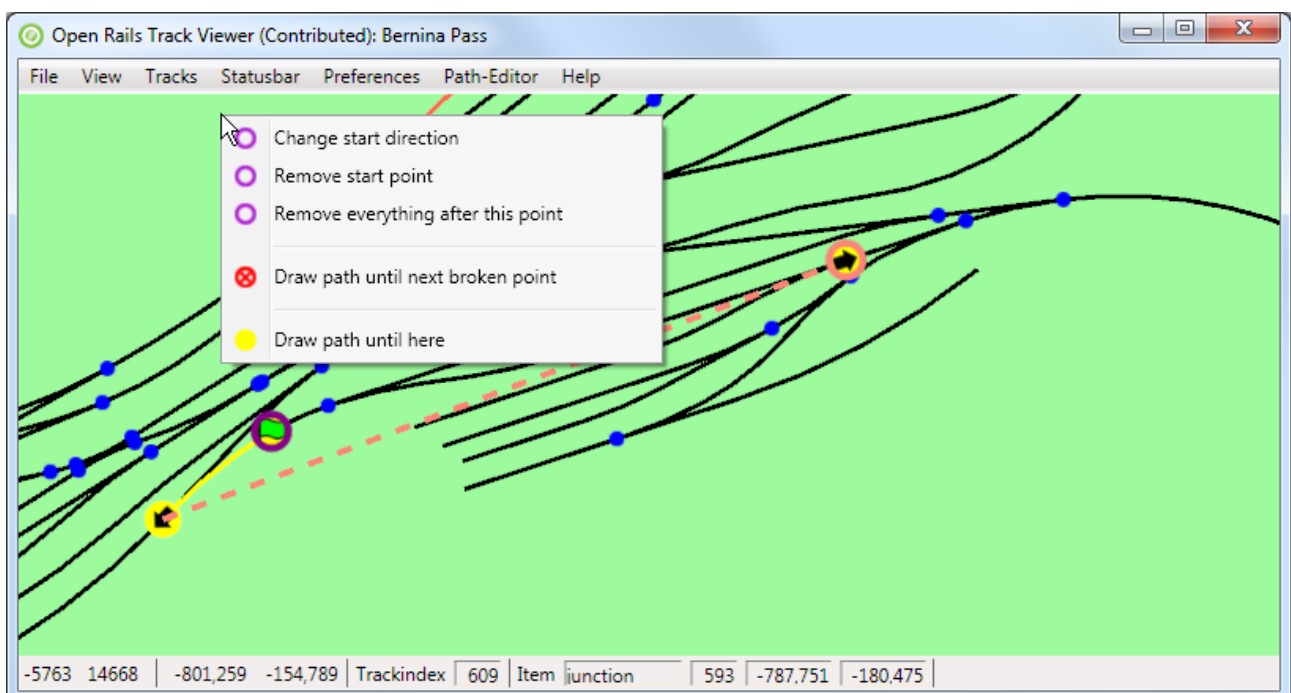 Open Rails Track Viewer (Contributed): Bernina Pass
File View Tracks Statusbar Preferences Path-Editor Help
Change start direction
Remove start point
Remove everything after this point
Draw path until next broken point
Draw path until here
-5763 14668 -801,259 -154,789 Trackindex 609 Item junction 593 -787,751 -180,475